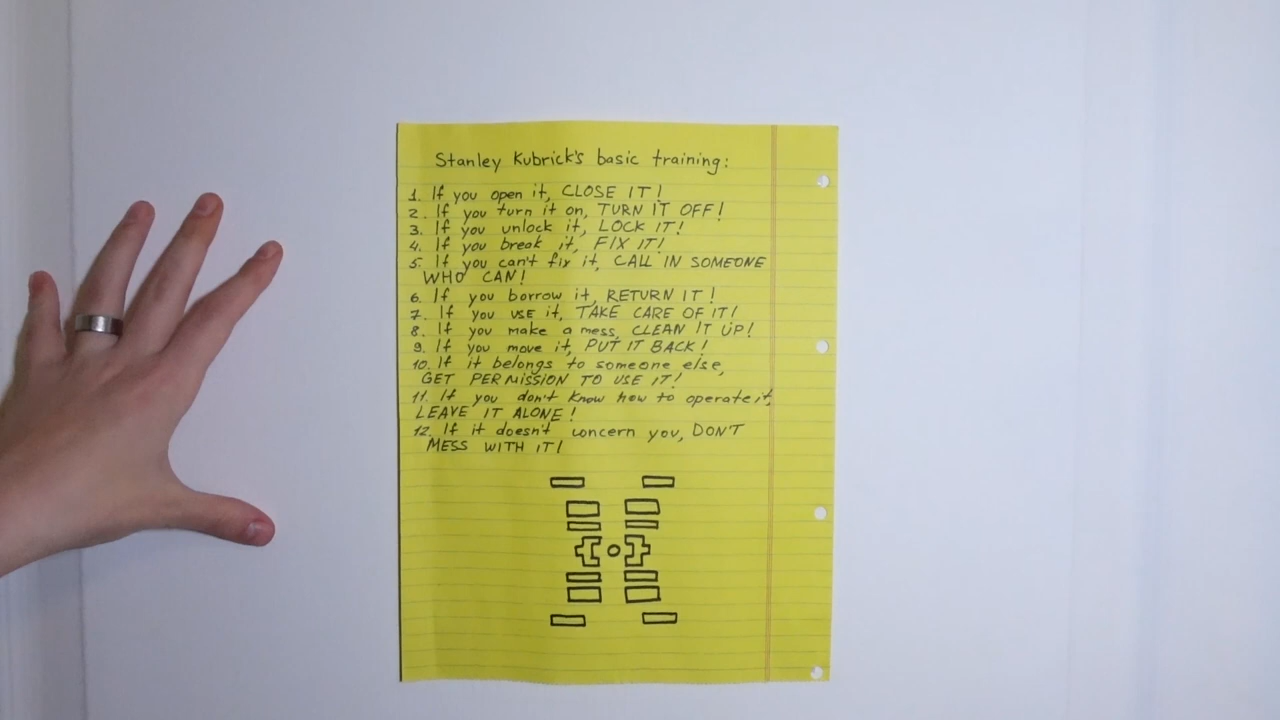 Stanley Kubrick's basic training:
1. If you open it, CLOSE IT!
2. If you turn it on, TURN IT OFF!
3. If you unlock it, LOCK IT!
4. If you break it, FIX IT!
5. If you can't fix it, CALL IN SOMEONE
WHO CAN!
6. If you borrow it, RETURN IT!
7. If you USE it, TAKE CARE OF IT!
8. If you make a mess, CLEAN IT UP!
9. If you move it, PUT IT BACK!
10. If it belongs to someone else,
GET PERMISSION TO USE IT!
11. If you don't know how to operate it,
LEAVE IT ALONE!
12. If it doesn't concern you, DON'T
MESS WITH IT!